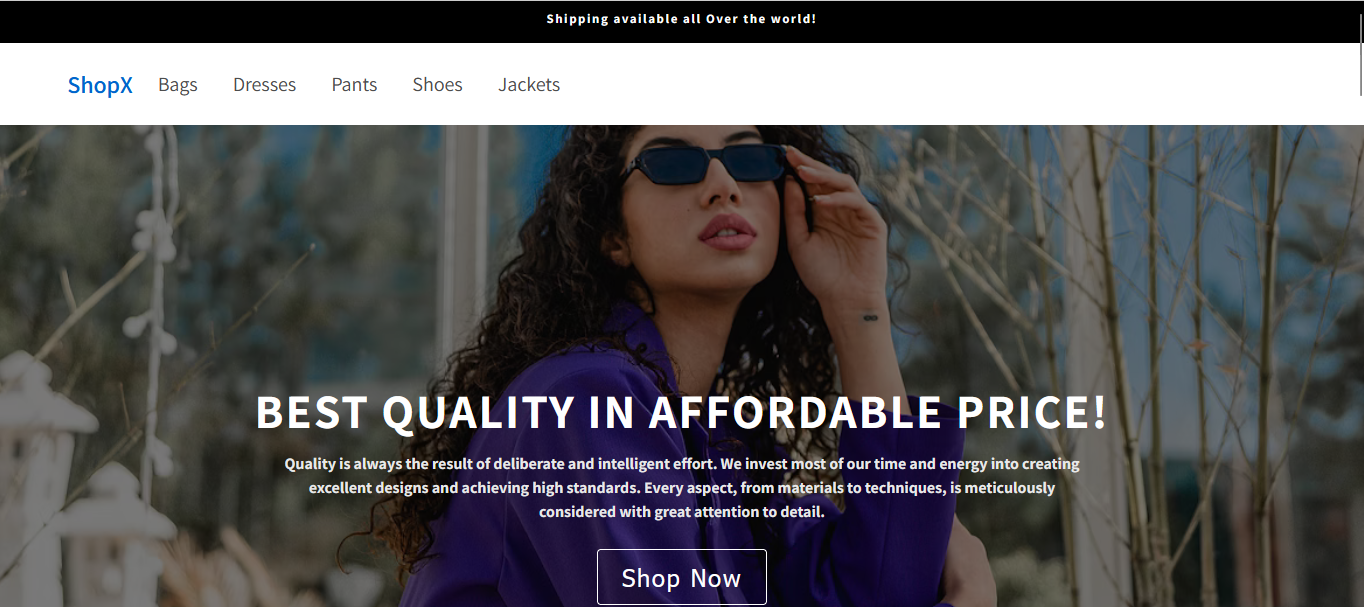 Shipping available all Over the world!
ShopX Bags Dresses Pants Shoes Jackets
BEST QUALITY IN AFFORDABLE PRICE!
Quality is always the result of deliberate and intelligent effort. We invest most of our time and energy into creating
excellent designs and achieving high standards. Every aspect, from materials to techniques, is meticulously
considered with great attention to detail.
Shop Now